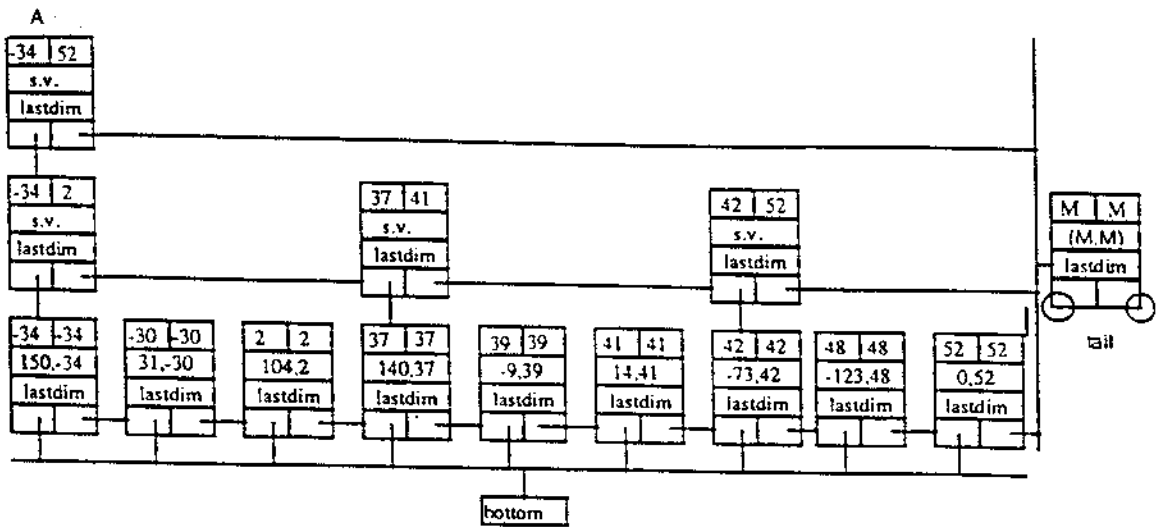 A
-34 52
s.v.
lastdim
-34 2
s.v.
lastdim
37 41
s.v.
lastdim
42 52
s.v.
lastdim
M M
(M,M)
lastdim
tail
-34 -34
150,-34
lastdim
-30 -30
31,-30
lastdim
2 2
104,2
lastdim
37 37
140,37
lastdim
39 39
-9,39
lastdim
41 41
14,41
lastdim
42 42
-73,42
lastdim
48 48
-123,48
lastdim
52 52
0,52
lastdim
bottom